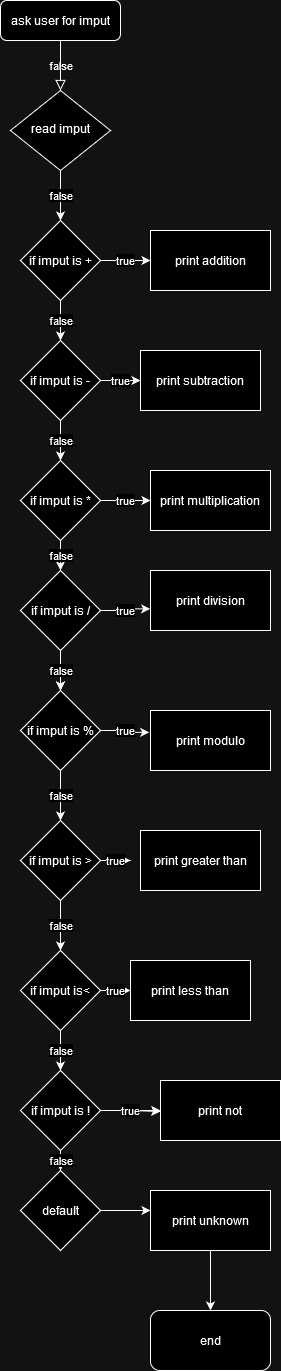 ask user for imput
false
read imput
false
if imput is +
true
print addition
false
if imput is -
true
print subtraction
false
if imput is *
true
print multiplication
false
if imput is /
true
print division
false
if imput is %
true
print modulo
false
if imput is >
true
print greater than
false
if imput is<
true
print less than
false
if imput is !
true
print not
false
default
print unknown
end